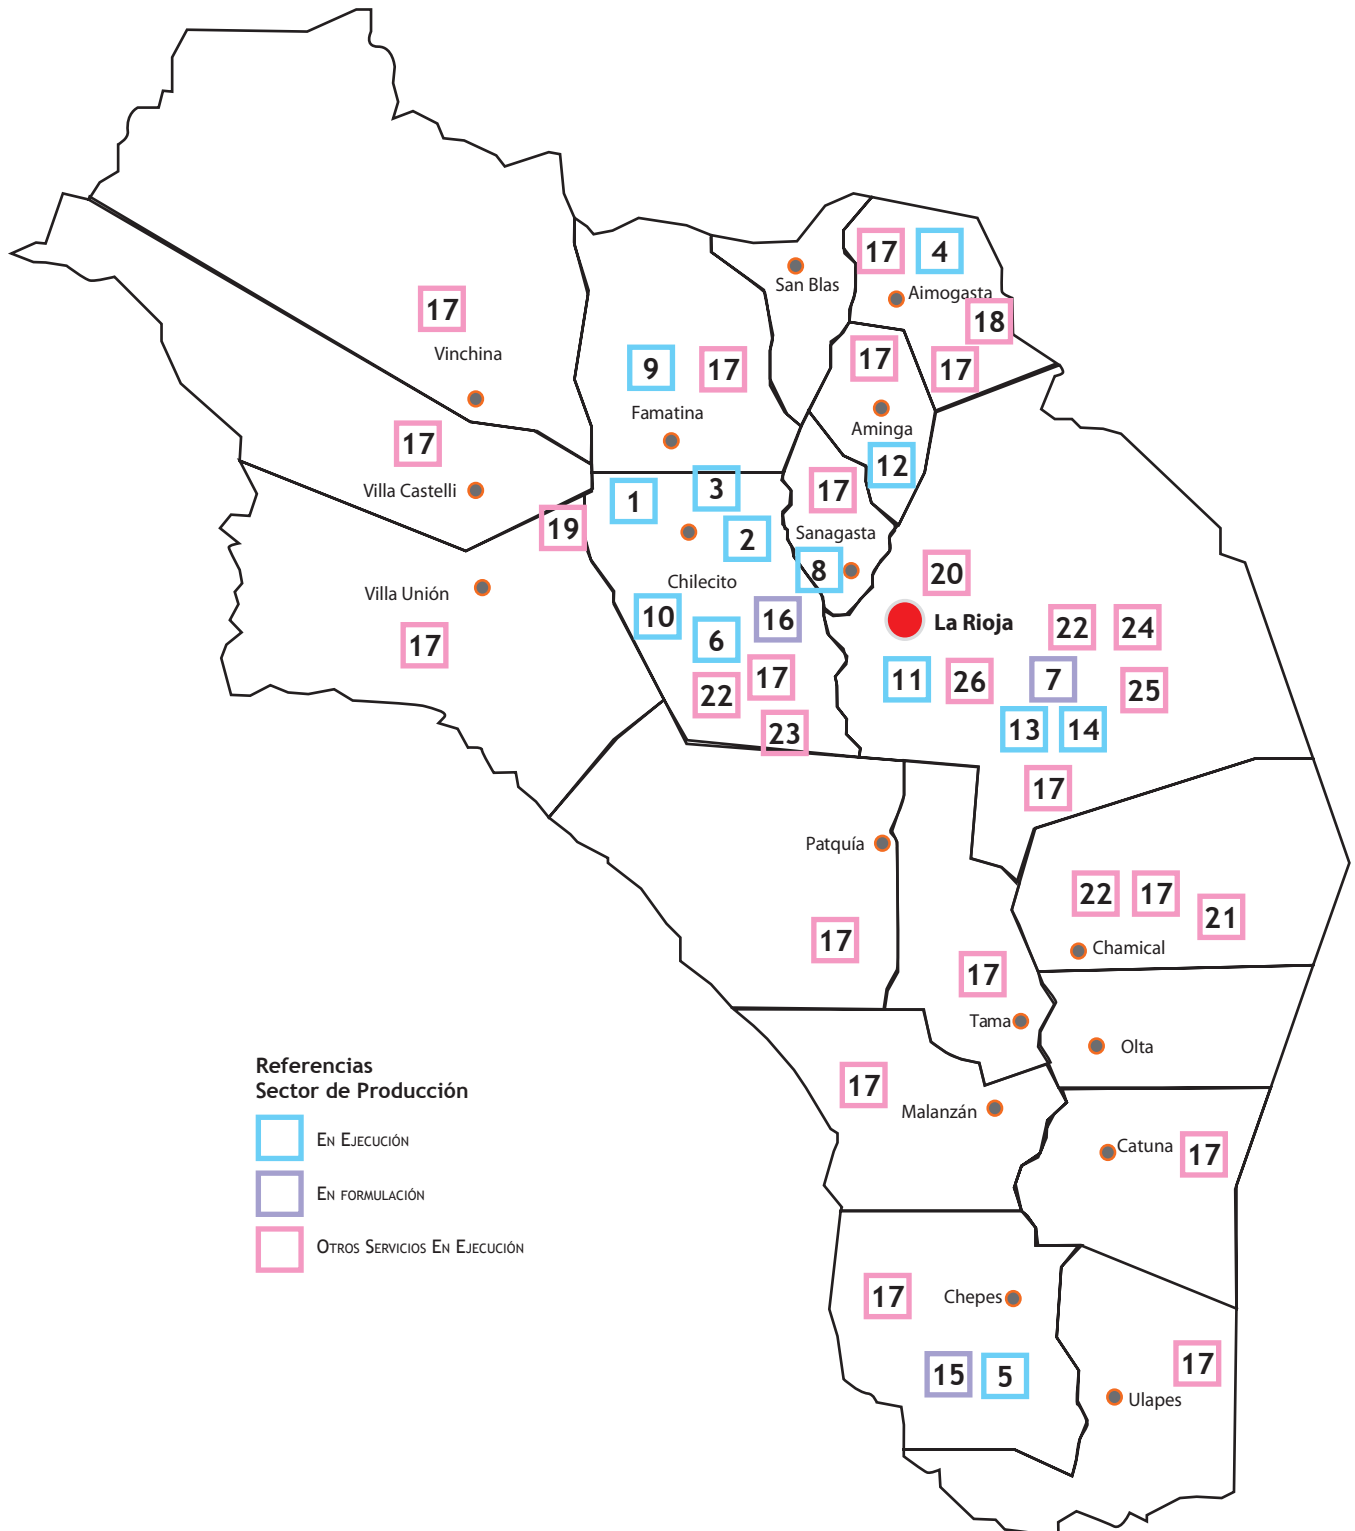 17
4
San Blas
Aimogasta
17
18
Vinchina
9
17
17
17
Famatina
Aminga
17
12
Villa Castelli
1
3
17
19
2
Sanagasta
8
20
Villa Unión
Chilecito
10
16
La Rioja
22
24
17
6
11
26
7
25
22
17
23
13
14
17
Patquía
22
17
21
17
Chamical
17
Tama
Olta
Referencias
Sector de Producción
En Ejecución
En formulación
Otros Servicios En Ejecución
17
Malanzán
Catuna
17
17
Chepes
15
5
17
Ulapes